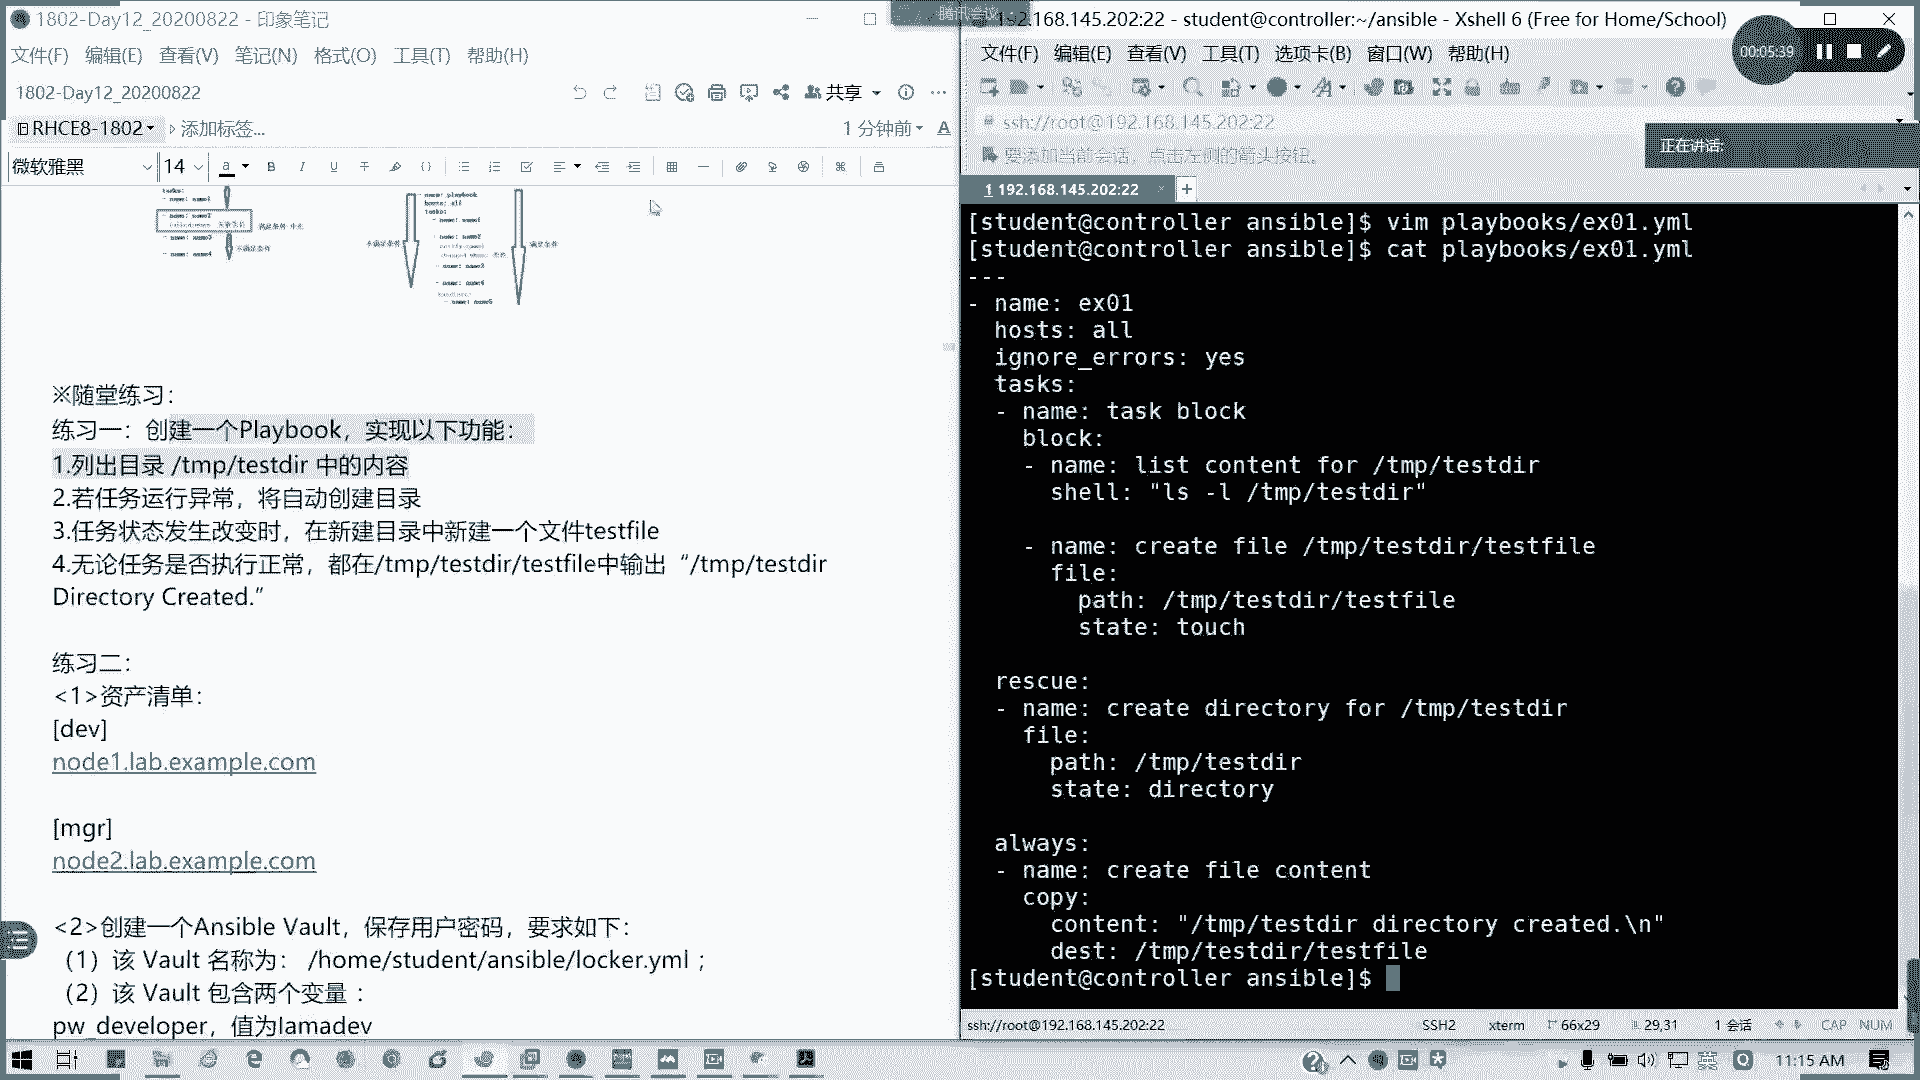 1802-Day12_20200822 - 印象笔记
文件(F) 编辑(E) 查看(V) 笔记(N) 格式(O) 工具(T) 帮助(H)
1802-Day12_20200822
共享
RHCE8-1802
添加标签...
1 分钟前
微软雅黑
14
※随堂练习：
练习一：创建一个Playbook，实现以下功能：
1.列出目录 /tmp/testdir 中的内容
2.若任务运行异常，将自动创建目录
3.任务状态发生改变时，在新建目录中新建一个文件testfile
4.无论任务是否执行正常，都在/tmp/testdir/testfile中输出“/tmp/testdir
Directory Created.”
练习二：
<1>资产清单：
[dev]
node1.lab.example.com
[mgr]
node2.lab.example.com
<2>创建一个Ansible Vault，保存用户密码，要求如下：
（1）该 Vault 名称为： /home/student/ansible/locker.yml ；
（2）该 Vault 包含两个变量 ：
pw_developer，值为lamadev
腾讯会议
.168.145.202:22 - student@controller:~/ansible - Xshell 6 (Free for Home/School)
文件(F) 编辑(E) 查看(V) 工具(T) 选项卡(B) 窗口(W) 帮助(H)
00:05:39
ssh://root@192.168.145.202:22
要添加当前会话，点击左侧的箭头按钮。
正在讲话:
1 192.168.145.202:22
[student@controller ansible]$ vim playbooks/ex01.yml
[student@controller ansible]$ cat playbooks/ex01.yml
---
- name: ex01
  hosts: all
  ignore_errors: yes
  tasks:
  - name: task block
    block:
    - name: list content for /tmp/testdir
      shell: "ls -l /tmp/testdir"
    - name: create file /tmp/testdir/testfile
      file:
        path: /tmp/testdir/testfile
        state: touch
  rescue:
  - name: create directory for /tmp/testdir
    file:
      path: /tmp/testdir
      state: directory
  always:
  - name: create file content
    copy:
      content: "/tmp/testdir directory created.\n"
      dest: /tmp/testdir/testfile
[student@controller ansible]$
ssh://root@192.168.145.202:22
SSH2
xterm
66x29
29,31
1 会话
CAP NUM
英
11:15 AM